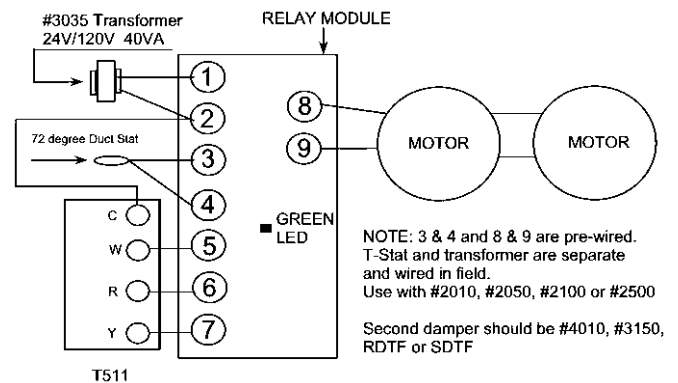 #3035 Transformer
24V/120V 40VA
RELAY MODULE
1
2
72 degree Duct Stat
3
4
C
W
5
R
6
Y
7
T511
8
9
GREEN
LED
MOTOR
MOTOR
NOTE: 3 & 4 and 8 & 9 are pre-wired.
T-Stat and transformer are separate
and wired in field.
Use with #2010, #2050, #2100 or #2500
Second damper should be #4010, #3150,
RDTF or SDTF